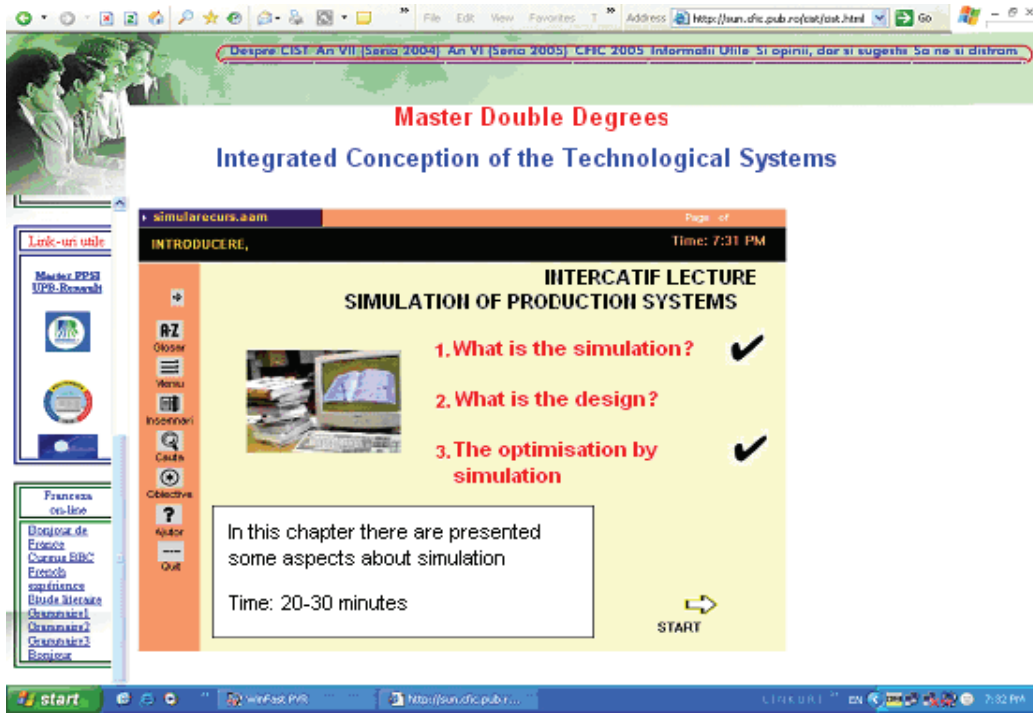 File Edit View Favorites T » Address http://sun.cfic.pub.ro/cist/cist.html Go
Despre CIST An VII (Seria 2004) An VI (Seria 2005) CFIC 2005 Informatii Utile Si opinii, dar si sugestii Sa ne si distram
Master Double Degrees
Integrated Conception of the Technological Systems
simularecurs.aam
Page of
INTRODUCERE,
Time: 7:31 PM
Link-uri utile
Master PPSI
UPB-Renault
INTERCATIF LECTURE
SIMULATION OF PRODUCTION SYSTEMS
A-Z
Glosar
Meniu
Insemnari
Cauta
Obiective
Ajutor
Quit
1. What is the simulation?
2. What is the design?
3. The optimisation by
simulation
Franceza
on-line
Bonjour de
France
Cursus BBC
French
expérience
Etude literaire
Grammaire1
Grammaire2
Grammaire3
Bonjour
In this chapter there are presented
some aspects about simulation
Time: 20-30 minutes
START
start
WinFast PVR
http://sun.cfic.pub.r...
LINKURI
EN
7:32 PM